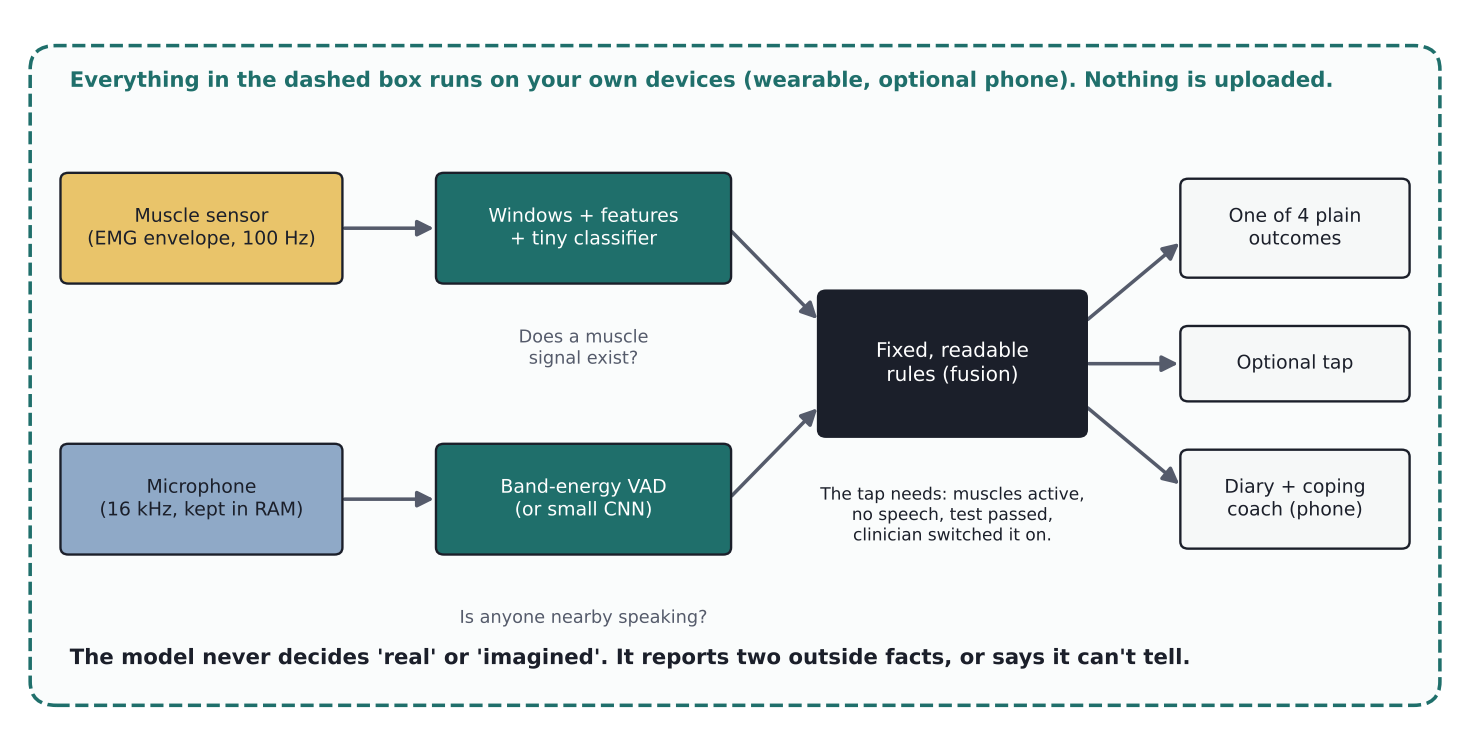 Everything in the dashed box runs on your own devices (wearable, optional phone). Nothing is uploaded.
Muscle sensor
(EMG envelope, 100 Hz)
Windows + features
+ tiny classifier
Does a muscle
signal exist?
Microphone
(16 kHz, kept in RAM)
Band-energy VAD
(or small CNN)
Is anyone nearby speaking?
Fixed, readable
rules (fusion)
The tap needs: muscles active,
no speech, test passed,
clinician switched it on.
One of 4 plain
outcomes
Optional tap
Diary + coping
coach (phone)
The model never decides 'real' or 'imagined'. It reports two outside facts, or says it can't tell.